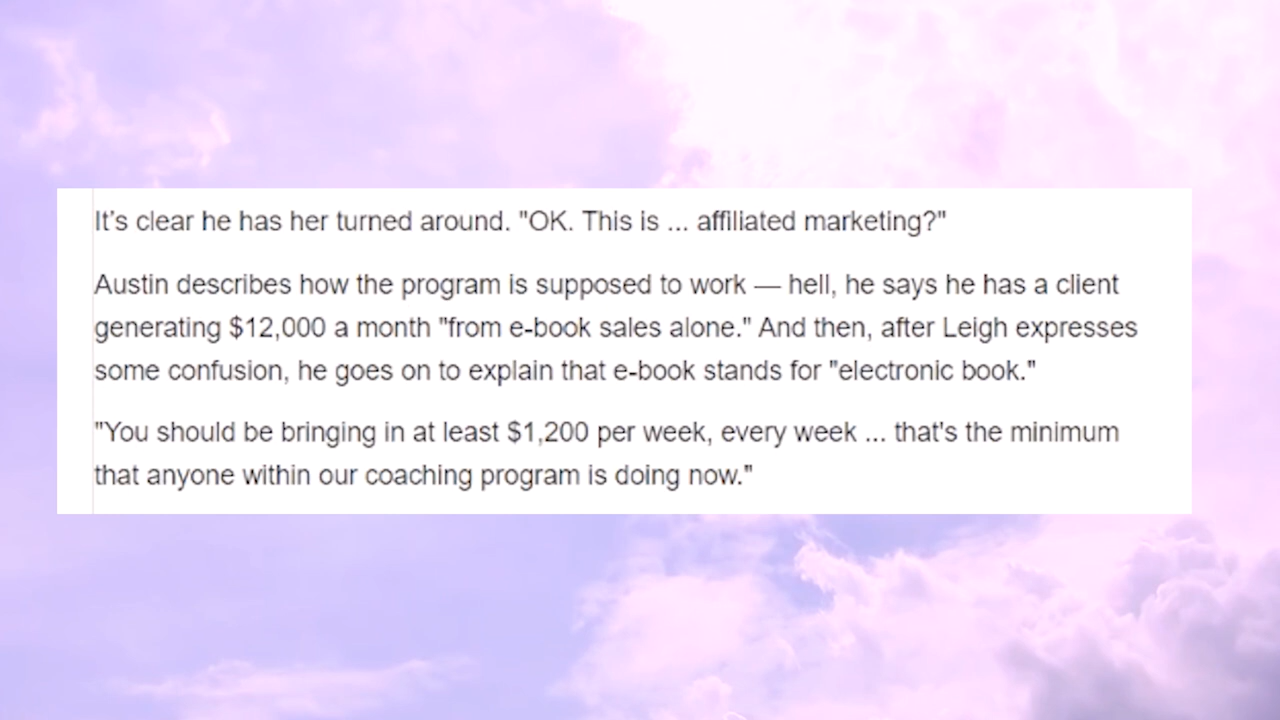 It's clear he has her turned around. "OK. This is ... affiliated marketing?"
Austin describes how the program is supposed to work — hell, he says he has a client
generating $12,000 a month "from e-book sales alone." And then, after Leigh expresses
some confusion, he goes on to explain that e-book stands for "electronic book."
"You should be bringing in at least $1,200 per week, every week ... that's the minimum
that anyone within our coaching program is doing now."